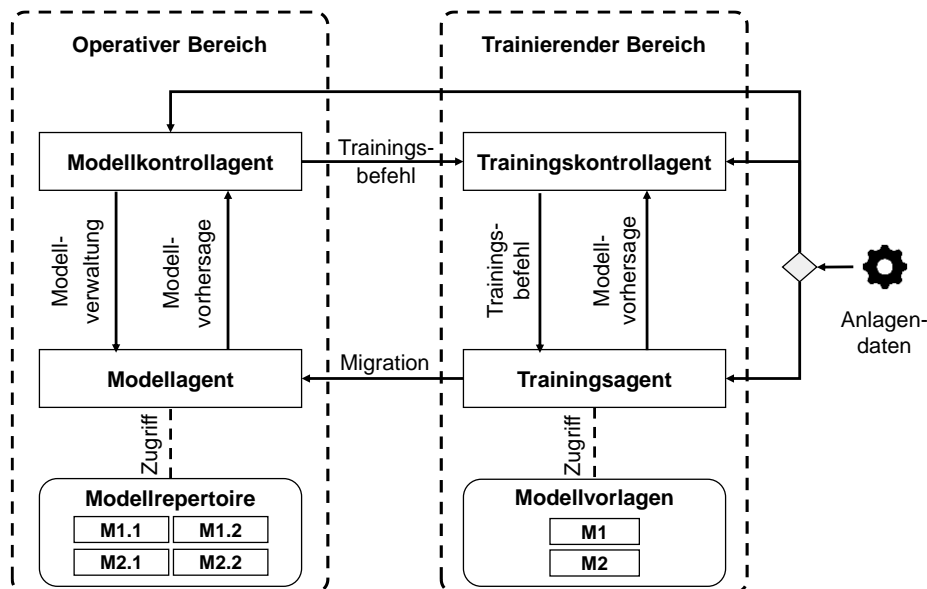 Operativer Bereich
Trainierender Bereich
Modellkontrollagent
Trainings-
befehl
Trainingskontrollagent
Modell-
verwaltung
Modell-
vorhersage
Trainings-
befehl
Modell-
vorhersage
Anlagen-
daten
Modellagent
Migration
Trainingsagent
Zugriff
Zugriff
Modellrepertoire
M1.1
M1.2
M2.1
M2.2
Modellvorlagen
M1
M2